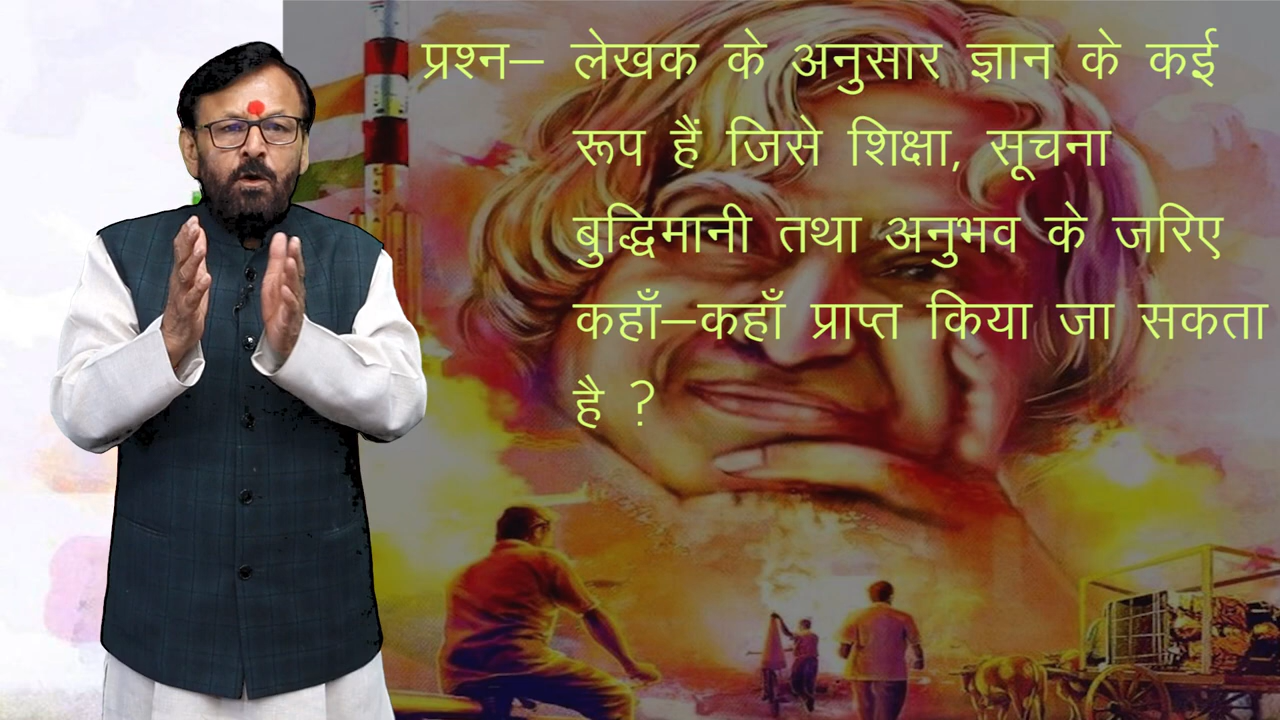 प्रश्न– लेखक के अनुसार ज्ञान के कई
रूप हैं जिसे शिक्षा, सूचना
बुद्धिमानी तथा अनुभव के जरिए
कहाँ–कहाँ प्राप्त किया जा सकता
है ?